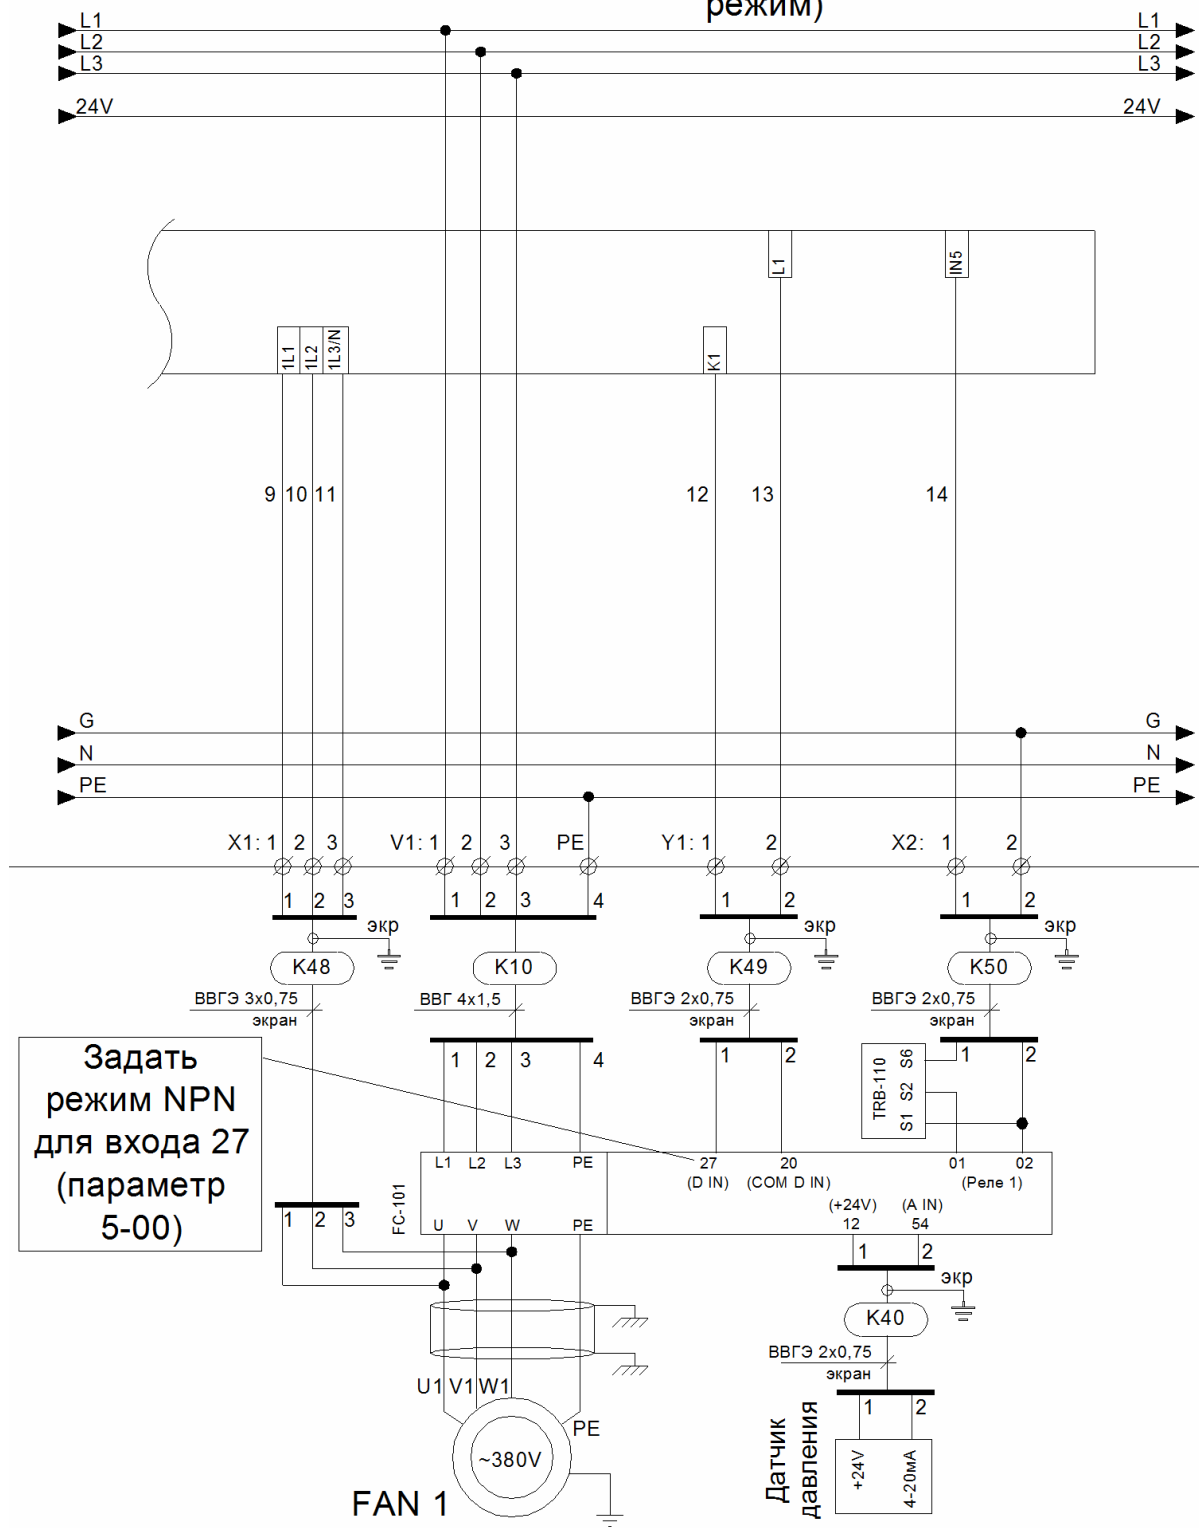 режим)
L1 L1
L2 L2
L3 L3
24V 24V
L1 IN5
1L1 1L2 1L3/N K1
9 10 11 12 13 14
G G
N N
PE PE
X1: 1 2 3 V1: 1 2 3 PE Y1: 1 2 X2: 1 2
1 2 3 1 2 3 4 1 2 1 2
экр экр экр
K48 K10 K49 K50
ВВГЭ 3х0,75 ВВГ 4х1,5 ВВГЭ 2х0,75 ВВГЭ 2х0,75
экран экран экран
1 2 3 4 1 2 1 2
Задать
режим NPN
для входа 27
(параметр
5-00)
TRB-110 S6 S2 S1
L1 L2 L3 PE 27 20 01 02
(D IN) (COM D IN) (Реле 1)
FC-101
(+24V) (A IN)
U V W PE 12 54
1 2 3
1 2
экр
K40
ВВГЭ 2х0,75
экран
1 2
U1 V1 W1
PE
~380V
FAN 1
Датчик
давления
+24V 4-20мА